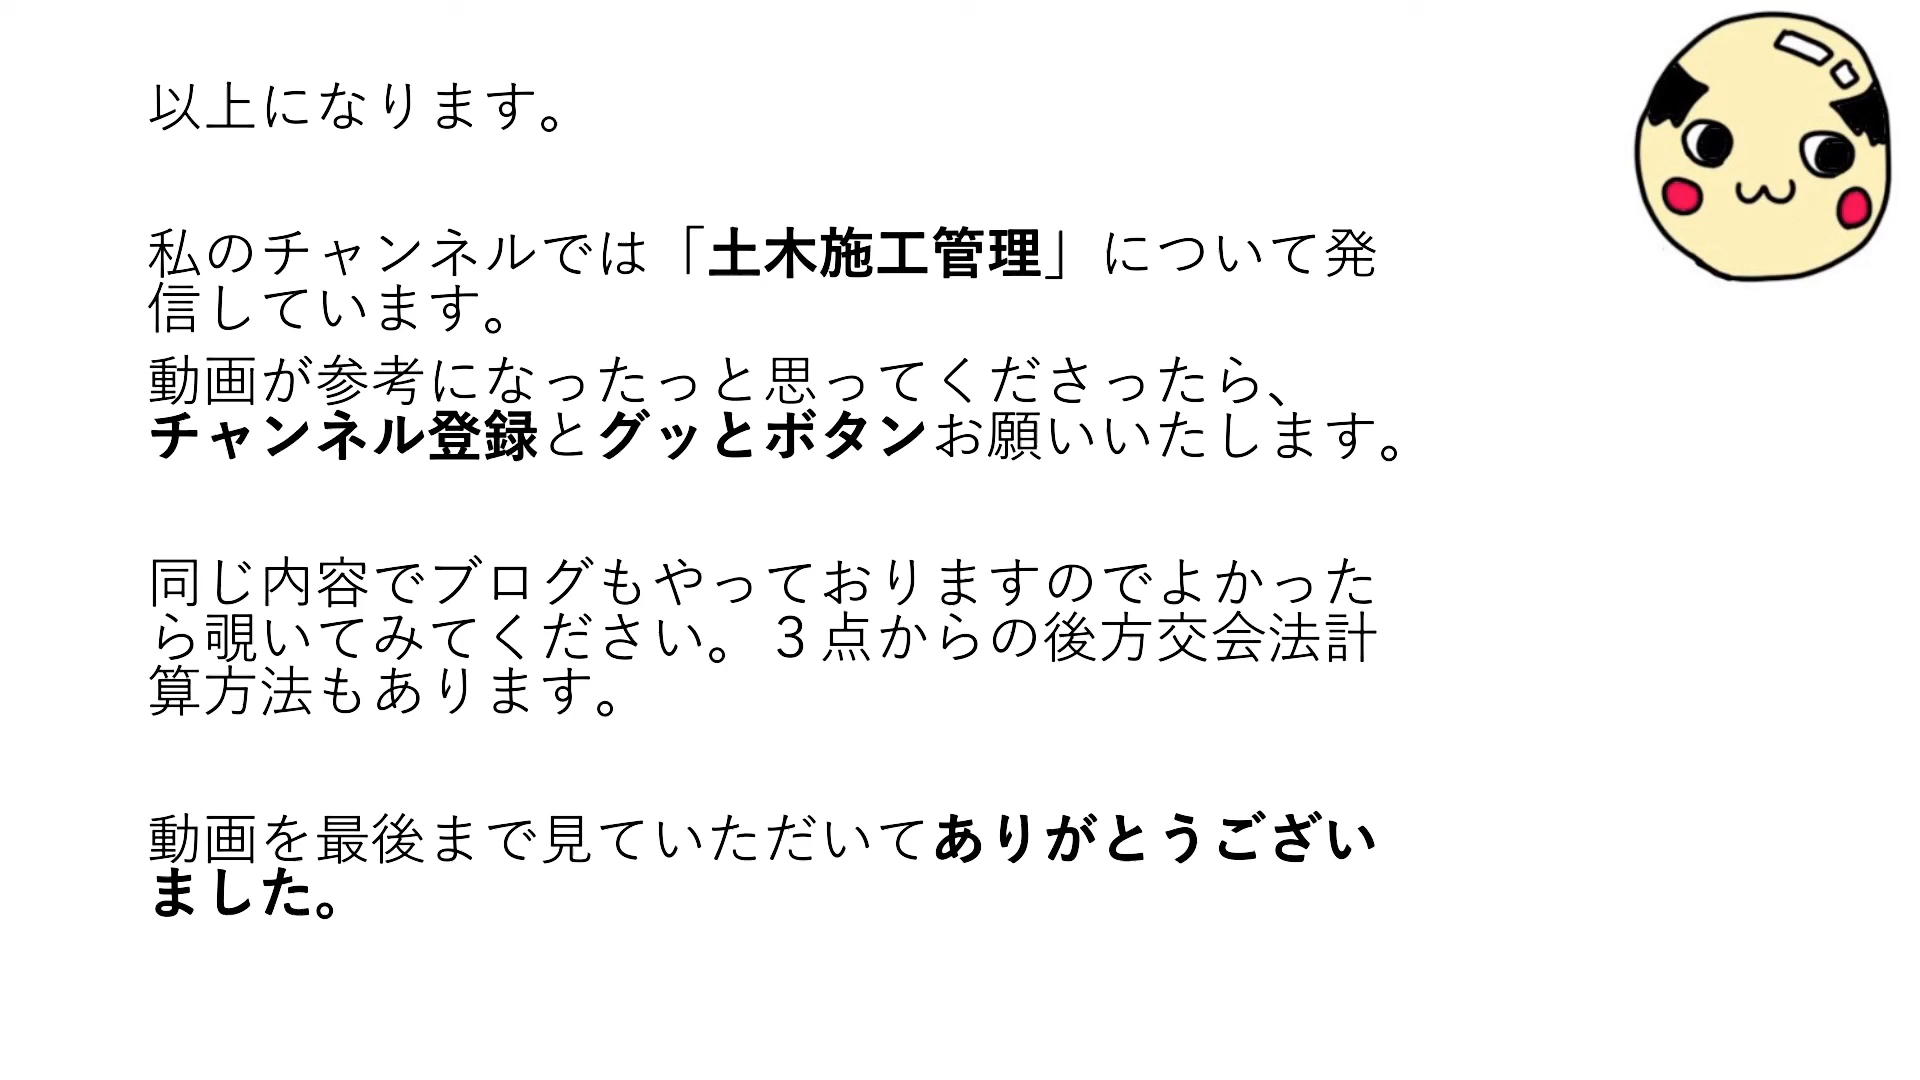 以上になります。
私のチャンネルでは「土木施工管理」について発
信しています。
動画が参考になったっと思ってくださったら、
チャンネル登録とグッとボタンお願いいたします。
同じ内容でブログもやっておりますのでよかった
ら覗いてみてください。３点からの後方交会法計
算方法もあります。
動画を最後まで見ていただいてありがとうござい
ました。